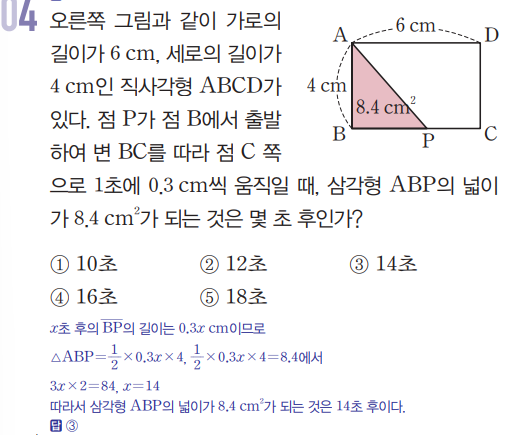 04
오른쪽 그림과 같이 가로의
길이가 6 cm, 세로의 길이가
4 cm인 직사각형 ABCD가
있다. 점 P가 점 B에서 출발
하여 변 BC를 따라 점 C 쪽
으로 1초에 0.3 cm씩 움직일 때, 삼각형 ABP의 넓이
가 8.4 cm²가 되는 것은 몇 초 후인가?
A 6 cm D
4 cm
8.4 cm²
B P C
① 10초 ② 12초 ③ 14초
④ 16초 ⑤ 18초
x초 후의 B̅P̅의 길이는 0.3x cm이므로
△ABP=1/2×0.3x×4, 1/2×0.3x×4=8.4에서
3x×2=84, x=14
따라서 삼각형 ABP의 넓이가 8.4 cm²가 되는 것은 14초 후이다.
답 ③